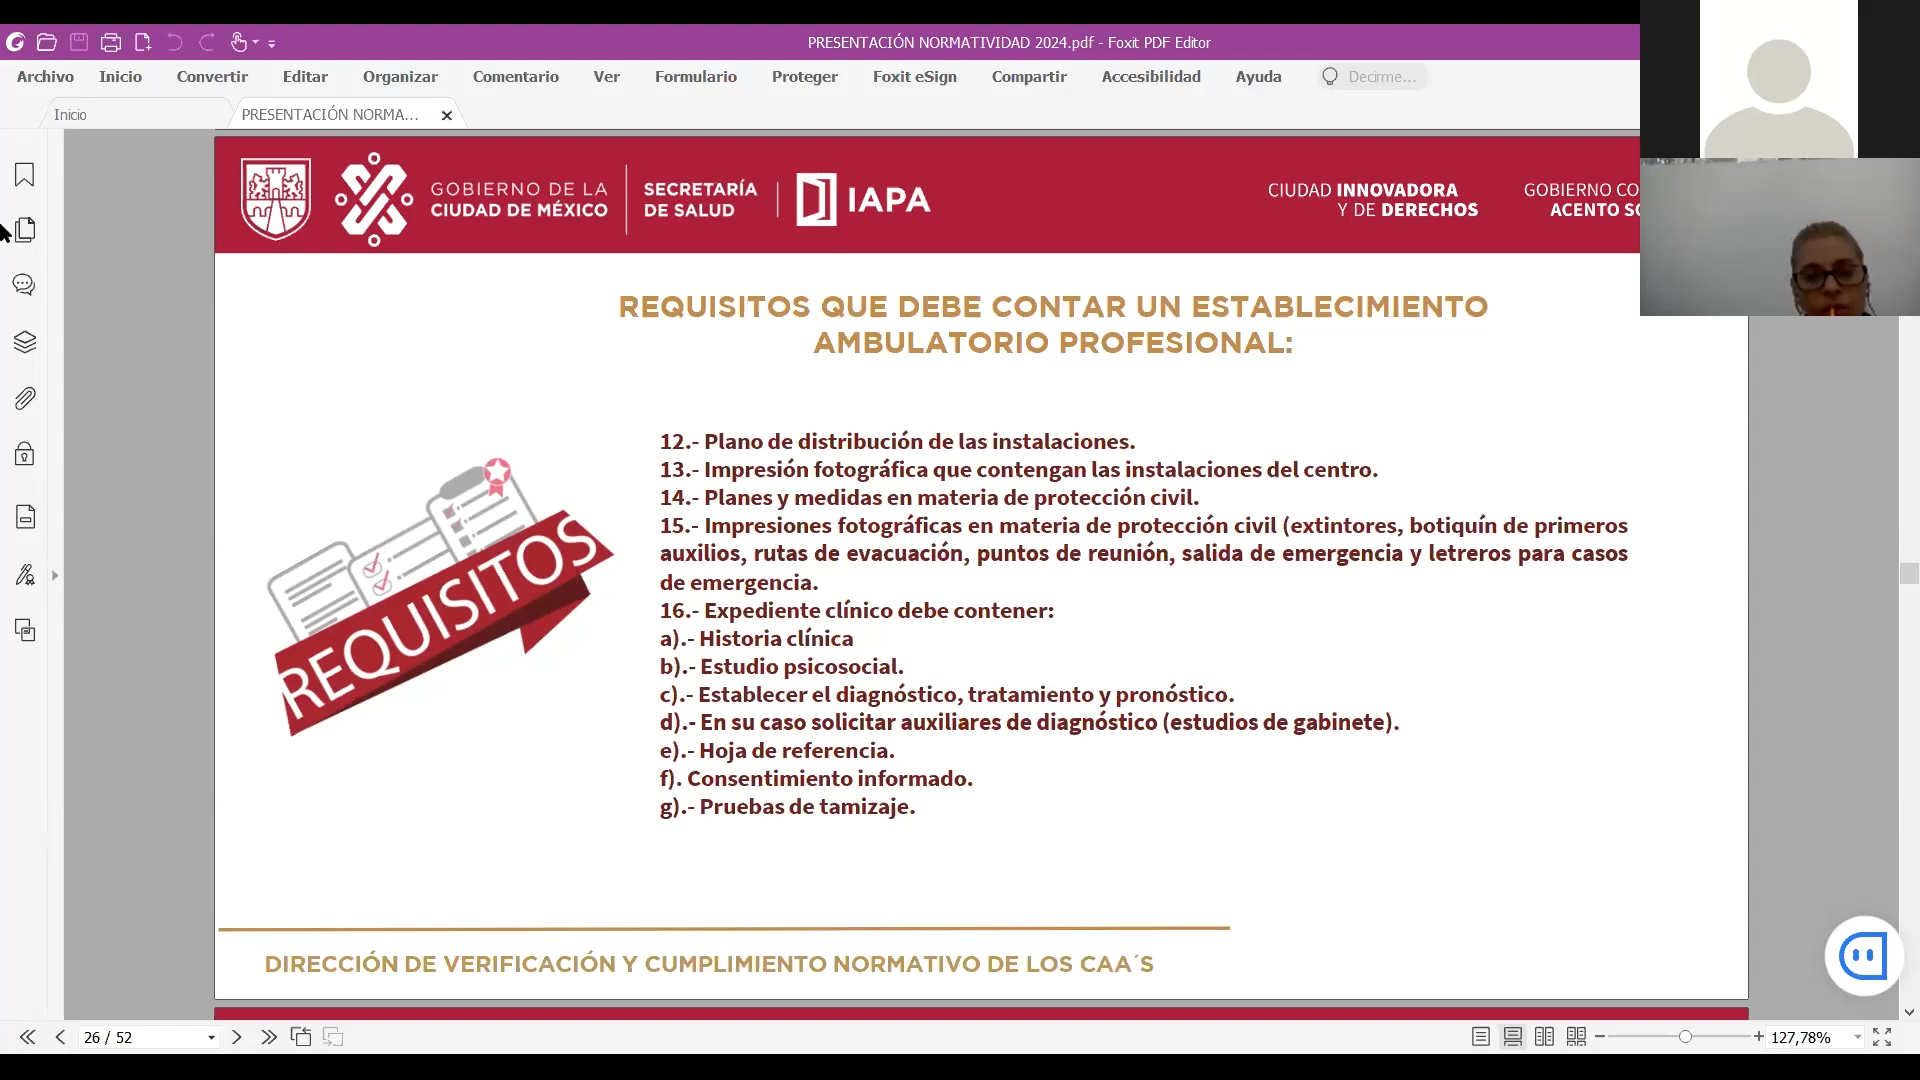 PRESENTACIÓN NORMATIVIDAD 2024.pdf - Foxit PDF Editor
Archivo Inicio Convertir Editar Organizar Comentario Ver Formulario Proteger Foxit eSign Compartir Accesibilidad Ayuda Decirme...
Inicio PRESENTACIÓN NORMA...
GOBIERNO DE LA
CIUDAD DE MÉXICO
SECRETARÍA
DE SALUD
IAPA
CIUDAD INNOVADORA
Y DE DERECHOS
GOBIERNO CO
ACENTO SO
REQUISITOS QUE DEBE CONTAR UN ESTABLECIMIENTO
AMBULATORIO PROFESIONAL:
REQUISITOS
12.- Plano de distribución de las instalaciones.
13.- Impresión fotográfica que contengan las instalaciones del centro.
14.- Planes y medidas en materia de protección civil.
15.- Impresiones fotográficas en materia de protección civil (extintores, botiquín de primeros
auxilios, rutas de evacuación, puntos de reunión, salida de emergencia y letreros para casos
de emergencia.
16.- Expediente clínico debe contener:
a).- Historia clínica
b).- Estudio psicosocial.
c).- Establecer el diagnóstico, tratamiento y pronóstico.
d).- En su caso solicitar auxiliares de diagnóstico (estudios de gabinete).
e).- Hoja de referencia.
f). Consentimiento informado.
g).- Pruebas de tamizaje.
DIRECCIÓN DE VERIFICACIÓN Y CUMPLIMIENTO NORMATIVO DE LOS CAA´S
26 / 52
127,78%